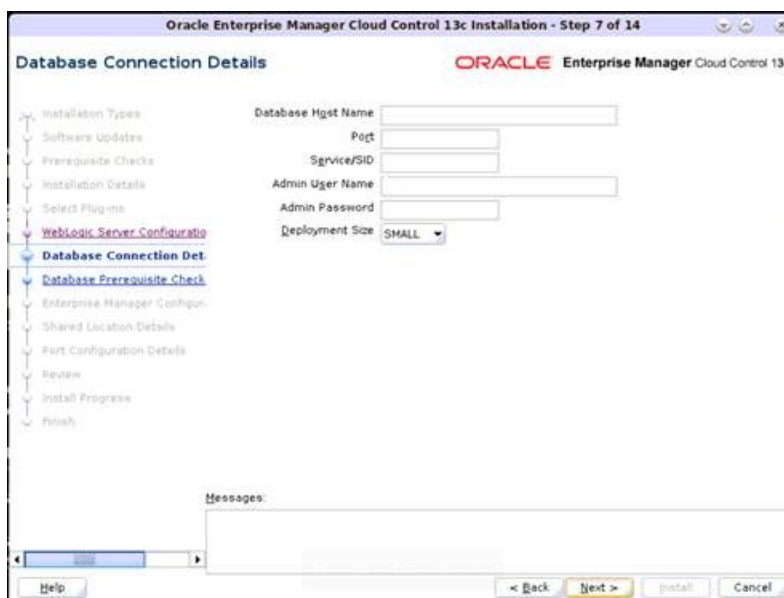 Oracle Enterprise Manager Cloud Control 13c Installation - Step 7 of 14
Database Connection Details
ORACLE Enterprise Manager Cloud Control 13
Installation Types
Software Updates
Prerequisite Checks
Installation Details
Select Plug-ins
WebLogic Server Configuratio
Database Connection Det
Database Prerequisite Check
Enterprise Manager Configur
Shared Location Details
Port Configuration Details
Review
Install Progress
Finish
Database Host Name
Port
Service/SID
Admin User Name
Admin Password
Deployment Size SMALL
Messages:
Help
< Back
Next >
Install
Cancel